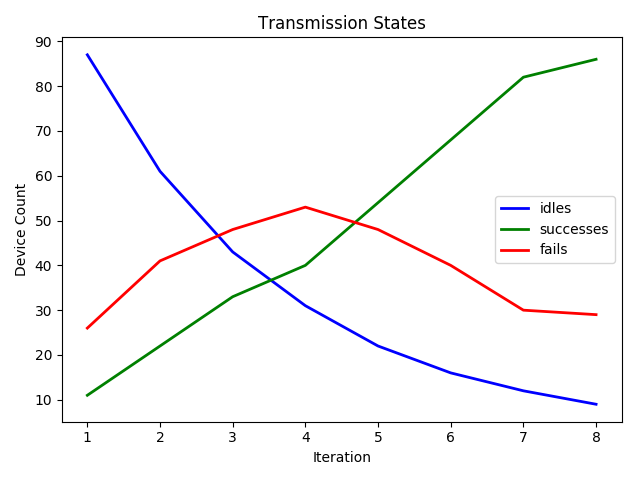 Transmission States
Device Count
90
80
70
60
50
40
30
20
10
idles
successes
fails
1 2 3 4 5 6 7 8
Iteration